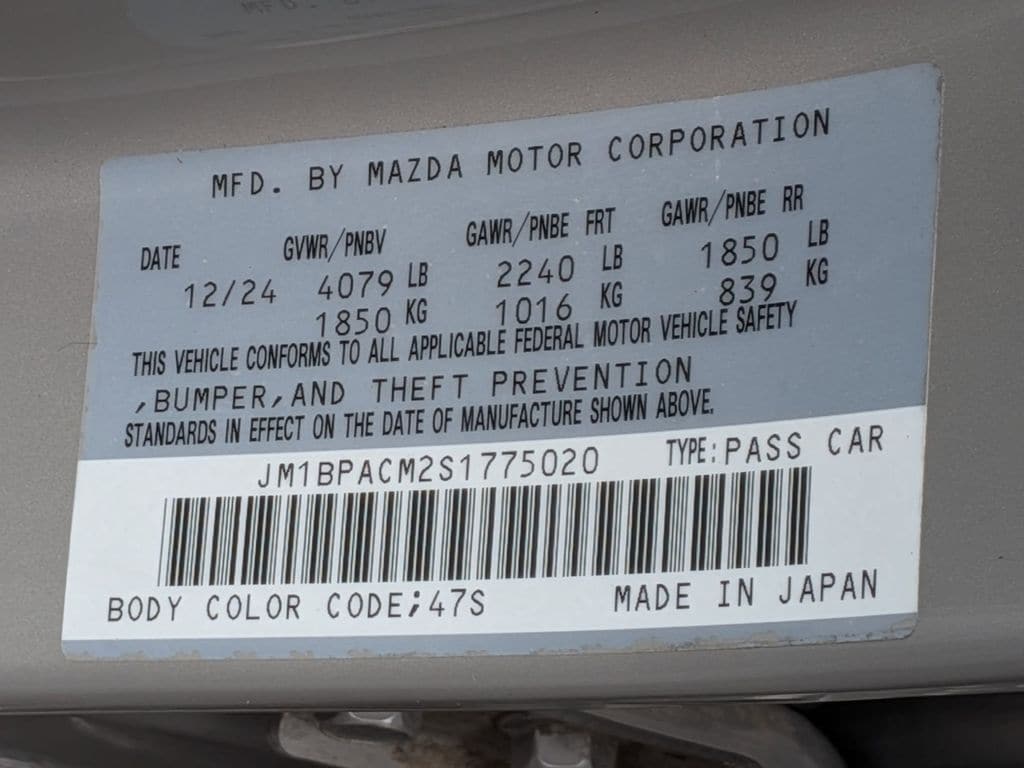 MFD. BY MAZDA MOTOR CORPORATION
DATE GVWR/PNBV GAWR/PNBE FRT GAWR/PNBE RR
12/24 4079 LB 2240 LB 1850 LB
1850 KG 1016 KG 839 KG
THIS VEHICLE CONFORMS TO ALL APPLICABLE FEDERAL MOTOR VEHICLE SAFETY
,BUMPER,AND THEFT PREVENTION
STANDARDS IN EFFECT ON THE DATE OF MANUFACTURE SHOWN ABOVE.
JM1BPACM2S1775020 TYPE:PASS CAR
BODY COLOR CODE;47S MADE IN JAPAN